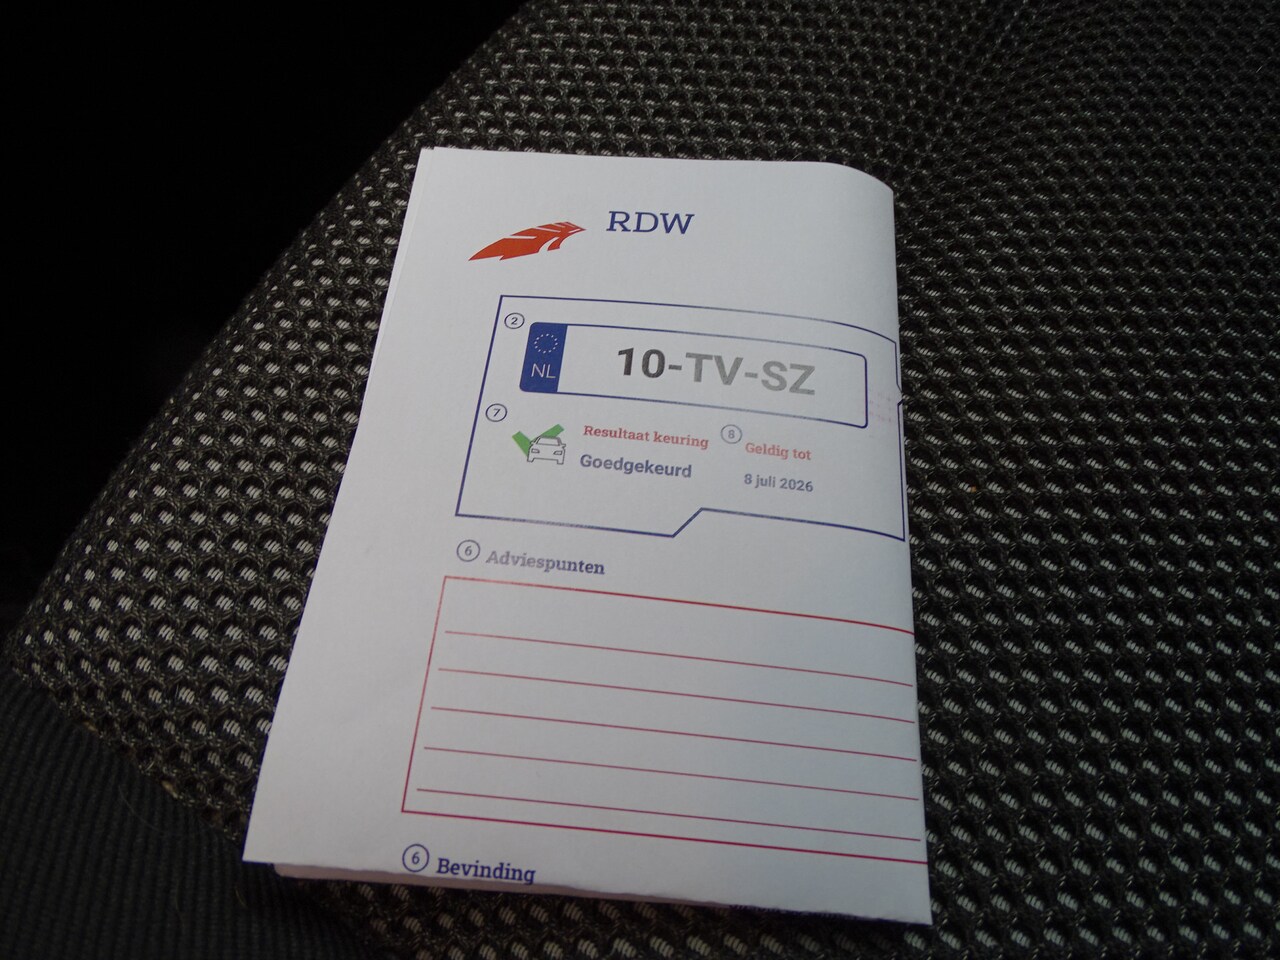 RDW
2
NL
10-TV-SZ
7
Resultaat keuring
Goedgekeurd
8
Geldig tot
8 juli 2026
6 Adviespunten
6 Bevinding